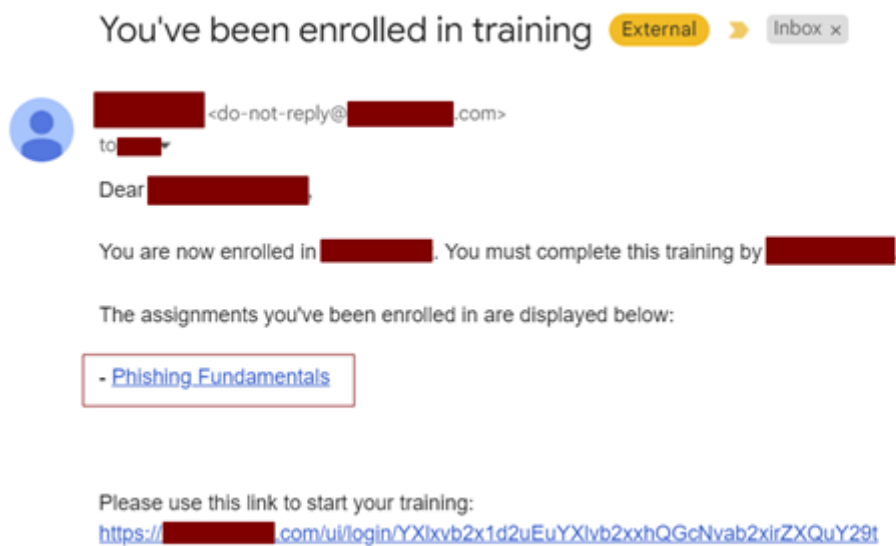 You've been enrolled in training External Inbox x
<do-not-reply@ .com>
to
Dear ,
You are now enrolled in . You must complete this training by
The assignments you've been enrolled in are displayed below:
- Phishing Fundamentals
Please use this link to start your training:
https:// .com/ui/login/YXlxvb2x1d2uEuYXlvb2xxhQGcNvab2xirZXQuY29t